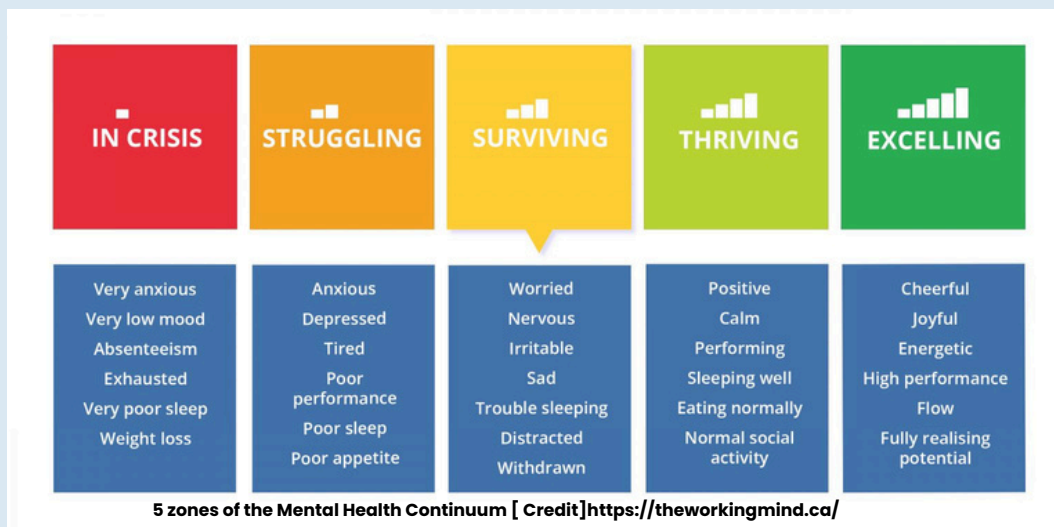 IN CRISIS
STRUGGLING
SURVIVING
THRIVING
EXCELLING
Very anxious
Very low mood
Absenteeism
Exhausted
Very poor sleep
Weight loss
Anxious
Depressed
Tired
Poor
performance
Poor sleep
Poor appetite
Worried
Nervous
Irritable
Sad
Trouble sleeping
Distracted
Withdrawn
Positive
Calm
Performing
Sleeping well
Eating normally
Normal social
activity
Cheerful
Joyful
Energetic
High performance
Flow
Fully realising
potential
5 zones of the Mental Health Continuum [ Credit]https://theworkingmind.ca/